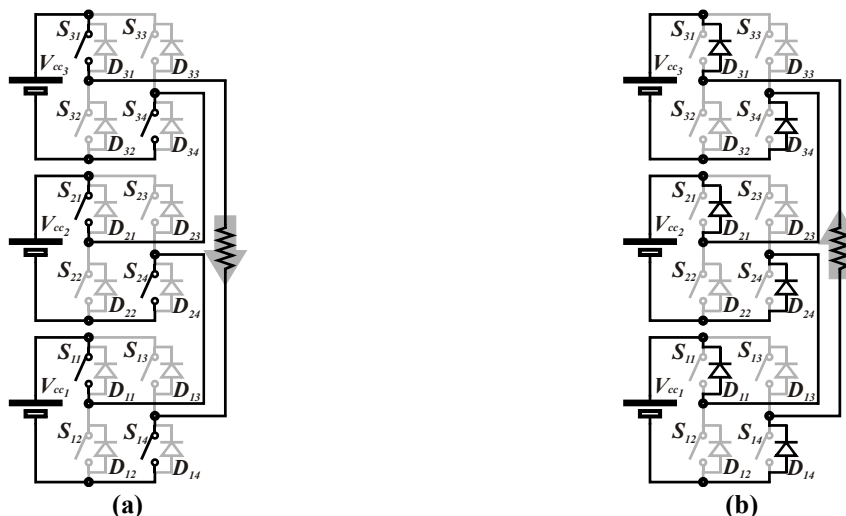 S31 S33
Vcc3
D31 D33
S32 S34
D32 D34
S21 S23
Vcc2
D21 D23
S22 S24
D22 D24
S11 S13
Vcc1
D11 D13
S12 S14
D12 D14
(a)
S31 S33
Vcc3
D31 D33
S32 S34
D32 D34
S21 S23
Vcc2
D21 D23
S22 S24
D22 D24
S11 S13
Vcc1
D11 D13
S12 S14
D12 D14
(b)